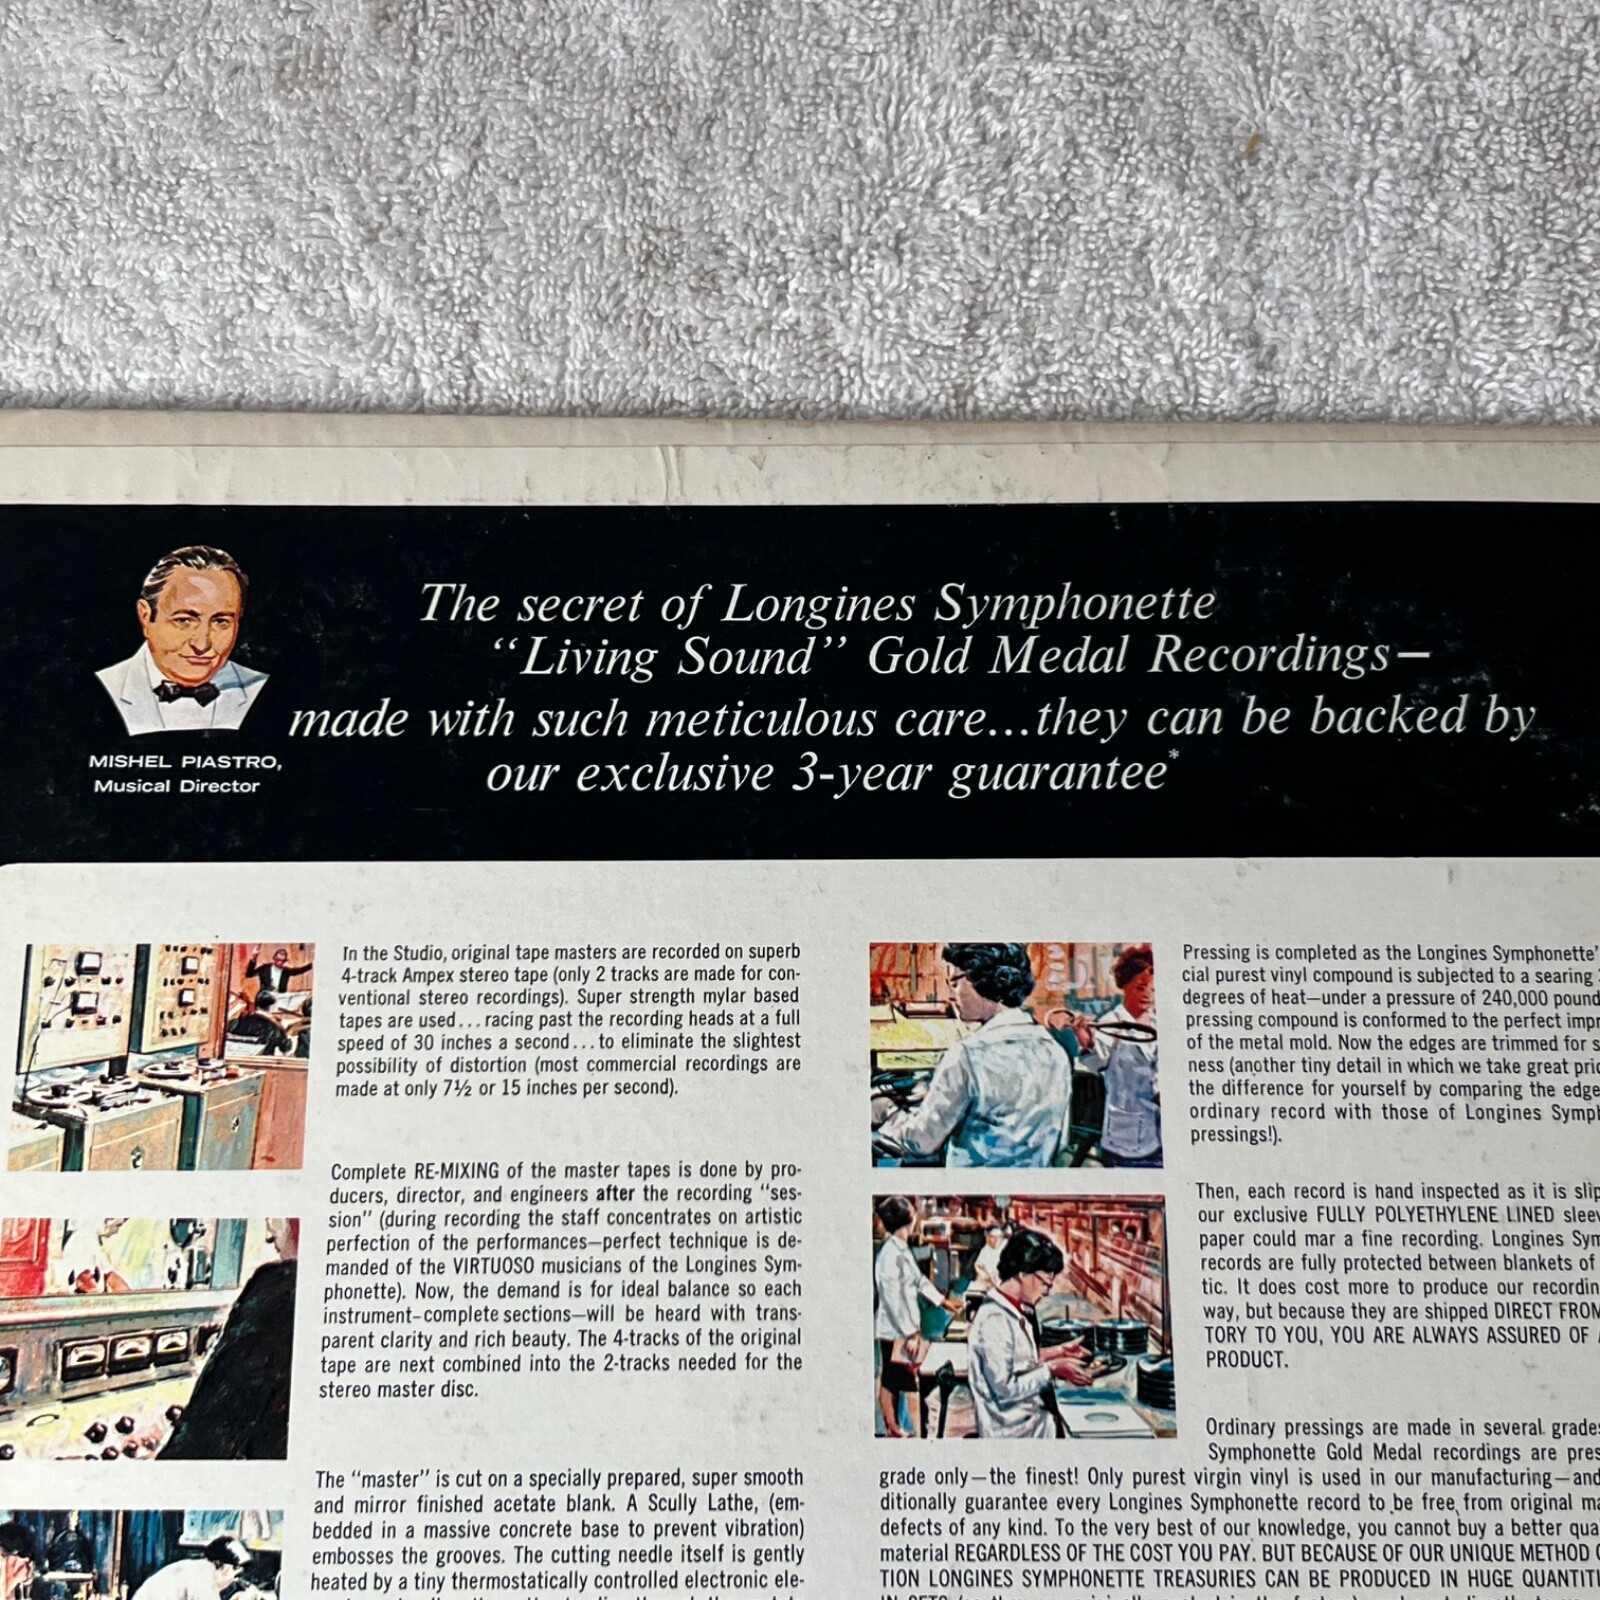 The secret of Longines Symphonette
“Living Sound” Gold Medal Recordings—
made with such meticulous care...they can be backed by
our exclusive 3-year guarantee*
MISHEL PIASTRO,
Musical Director
In the Studio, original tape masters are recorded on superb
4-track Ampex stereo tape (only 2 tracks are made for con-
ventional stereo recordings). Super strength mylar based
tapes are used...racing past the recording heads at a full
speed of 30 inches a second...to eliminate the slightest
possibility of distortion (most commercial recordings are
made at only 7½ or 15 inches per second).
Complete RE-MIXING of the master tapes is done by pro-
ducers, director, and engineers after the recording “ses-
sion” (during recording the staff concentrates on artistic
perfection of the performances—perfect technique is de-
manded of the VIRTUOSO musicians of the Longines Sym-
phonette). Now, the demand is for ideal balance so each
instrument-complete sections—will be heard with trans-
parent clarity and rich beauty. The 4-tracks of the original
tape are next combined into the 2-tracks needed for the
stereo master disc.
The “master” is cut on a specially prepared, super smooth
and mirror finished acetate blank. A Scully Lathe, (em-
bedded in a massive concrete base to prevent vibration)
embosses the grooves. The cutting needle itself is gently
heated by a tiny thermostatically controlled electronic ele-
Pressing is completed as the Longines Symphonette'
cial purest vinyl compound is subjected to a searing
degrees of heat—under a pressure of 240,000 pound
pressing compound is conformed to the perfect impr
of the metal mold. Now the edges are trimmed for s
ness (another tiny detail in which we take great pri
the difference for yourself by comparing the edge
ordinary record with those of Longines Symp
pressings!).
Then, each record is hand inspected as it is slip
our exclusive FULLY POLYETHYLENE LINED slee
paper could mar a fine recording. Longines Sym
records are fully protected between blankets of
tic. It does cost more to produce our recordin
way, but because they are shipped DIRECT FROM
TORY TO YOU, YOU ARE ALWAYS ASSURED OF
PRODUCT.
Ordinary pressings are made in several grades
Symphonette Gold Medal recordings are pres
grade only—the finest! Only purest virgin vinyl is used in our manufacturing—and
ditionally guarantee every Longines Symphonette record to be free from original ma
defects of any kind. To the very best of our knowledge, you cannot buy a better qua
material REGARDLESS OF THE COST YOU PAY. BUT BECAUSE OF OUR UNIQUE METHOD
TION LONGINES SYMPHONETTE TREASURIES CAN BE PRODUCED IN HUGE QUANTITI